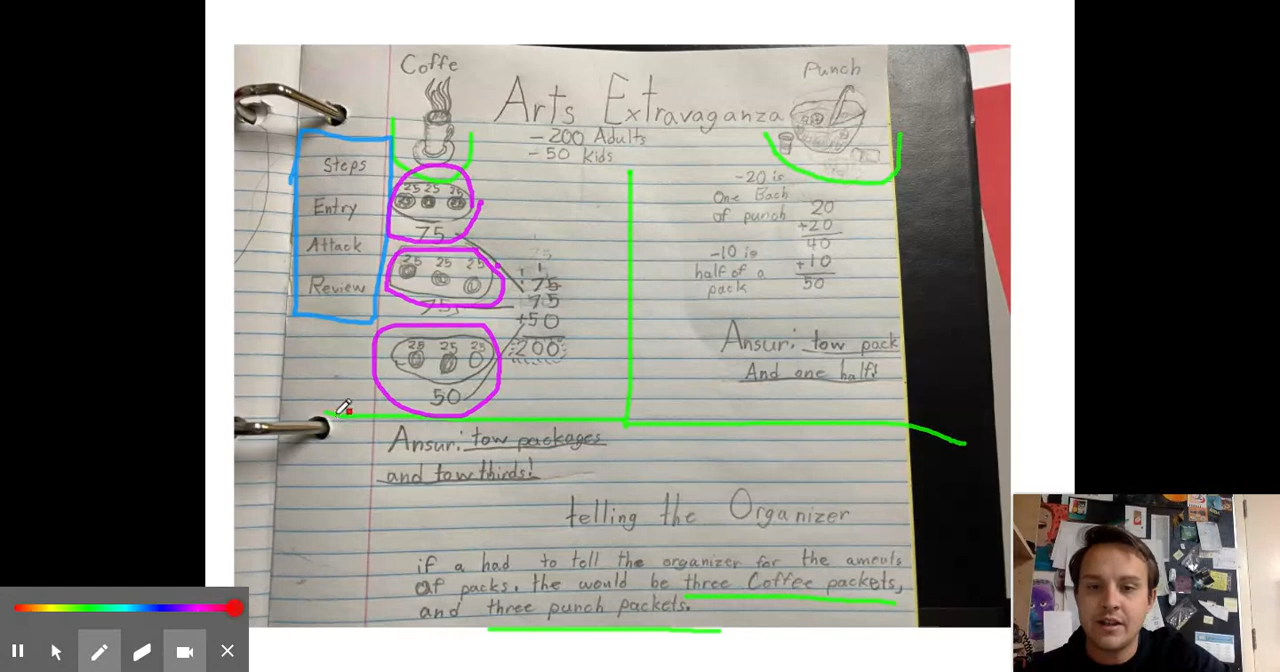 Coffe
Punch
Arts Extravaganza
- 200 Adults
- 50 Kids
Steps
Entry
Attack
Review
25 25 25
75
25 25 25
75
25 25 25
50
75
75
+50
200
-20 is
One Bach
of punch
20
+20
40
+10
50
-10 is
half of a
pack
Ansuri: tow pack
And one half!
Ansuri: tow packages
and tow thirds!
telling the Organizer
if a had to tell the organizer for the
of packs. the would be three Coffee packets,
and three punch packets.